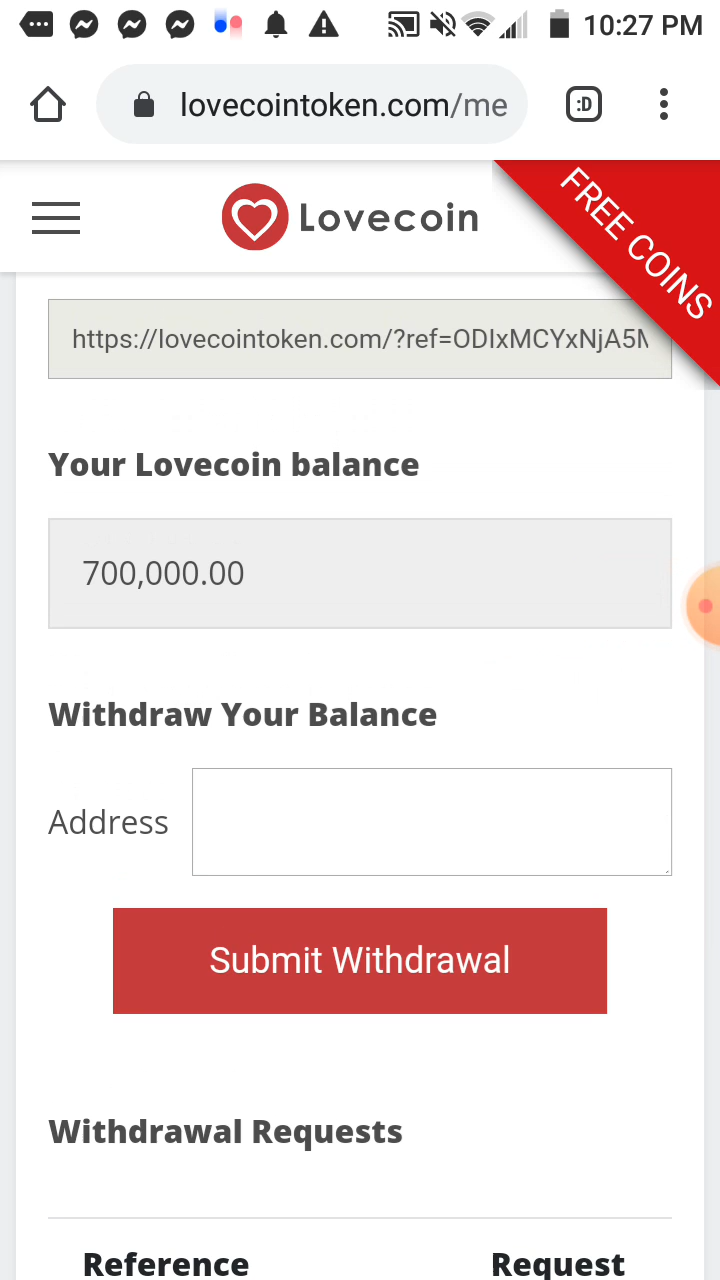 10:27 PM
lovecointoken.com/me
:D
Lovecoin
FREE COINS
https://lovecointoken.com/?ref=ODIxMCYxNjA5
Your Lovecoin balance
700,000.00
Withdraw Your Balance
Address
Submit Withdrawal
Withdrawal Requests
Reference Request